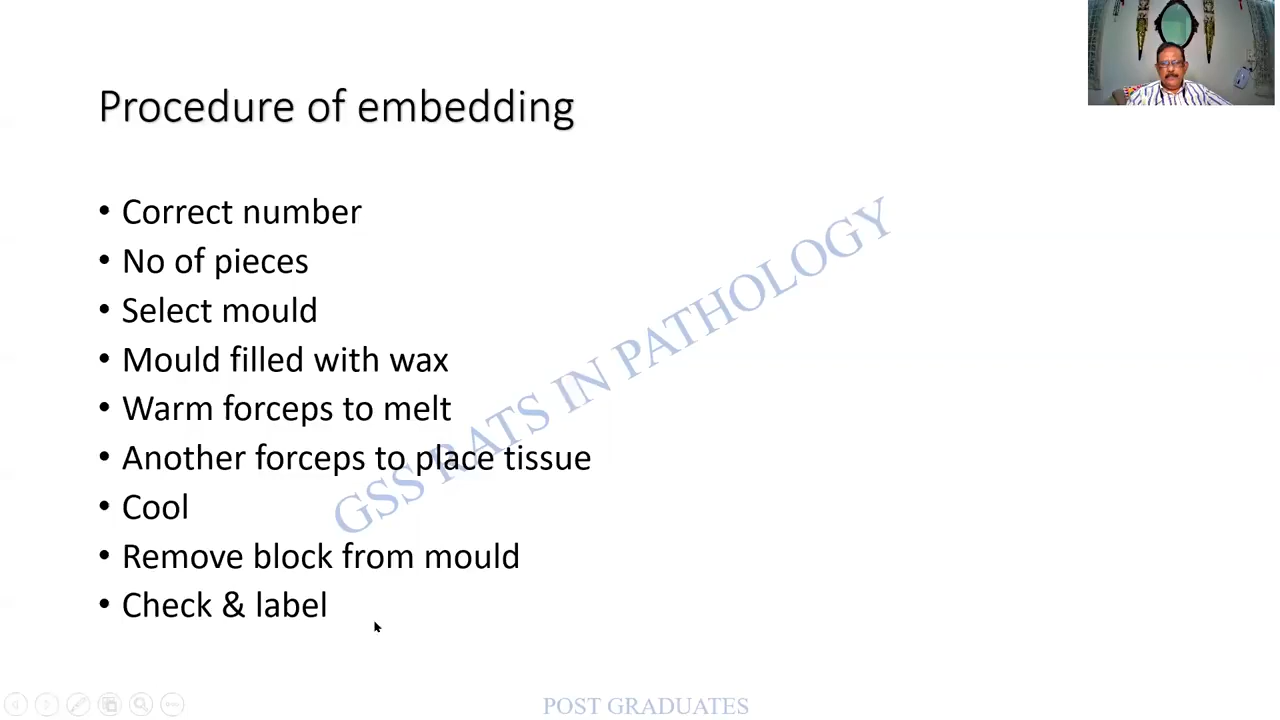 Procedure of embedding
• Correct number
• No of pieces
• Select mould
• Mould filled with wax
• Warm forceps to melt
• Another forceps to place tissue
• Cool
• Remove block from mould
• Check & label
GSS RATS IN PATHOLOGY
POST GRADUATES